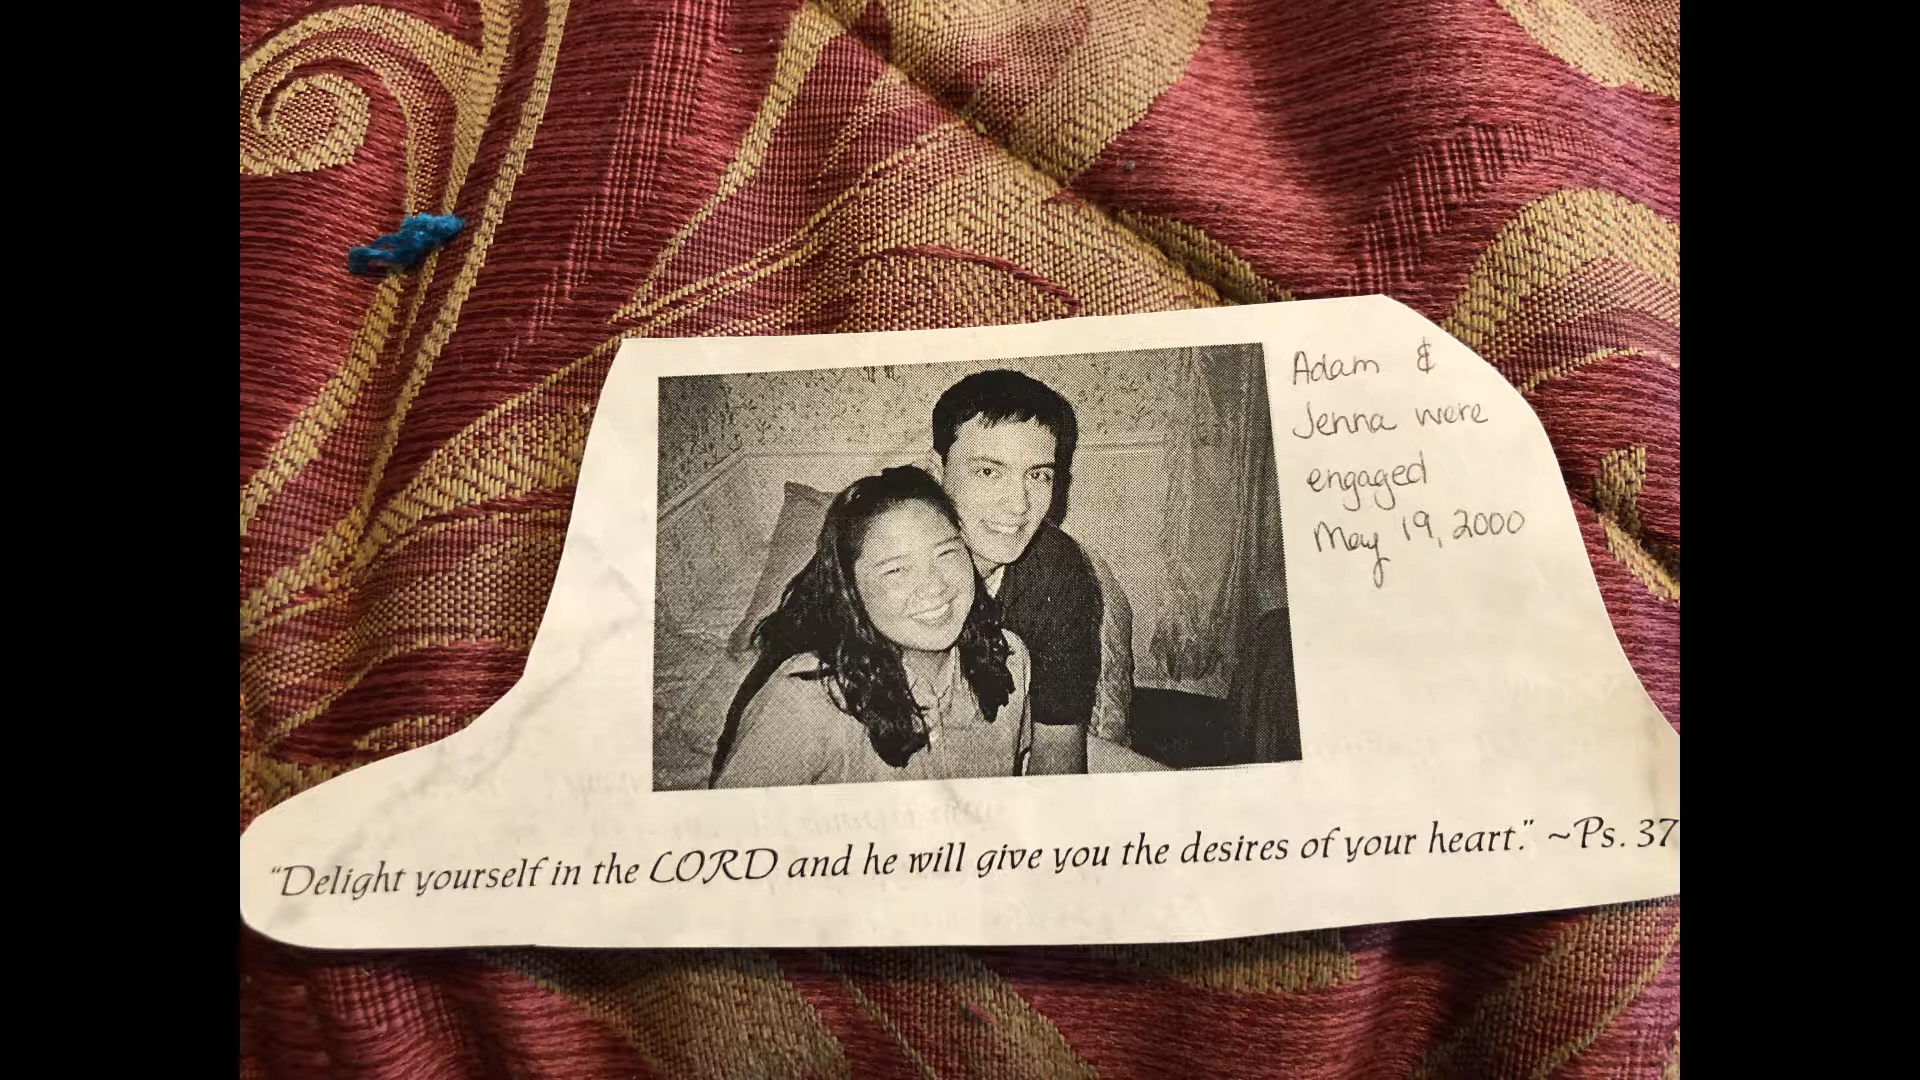 Adam &
Jenna were
engaged
May 19, 2000
"Delight yourself in the LORD and he will give you the desires of your heart." ~Ps. 37